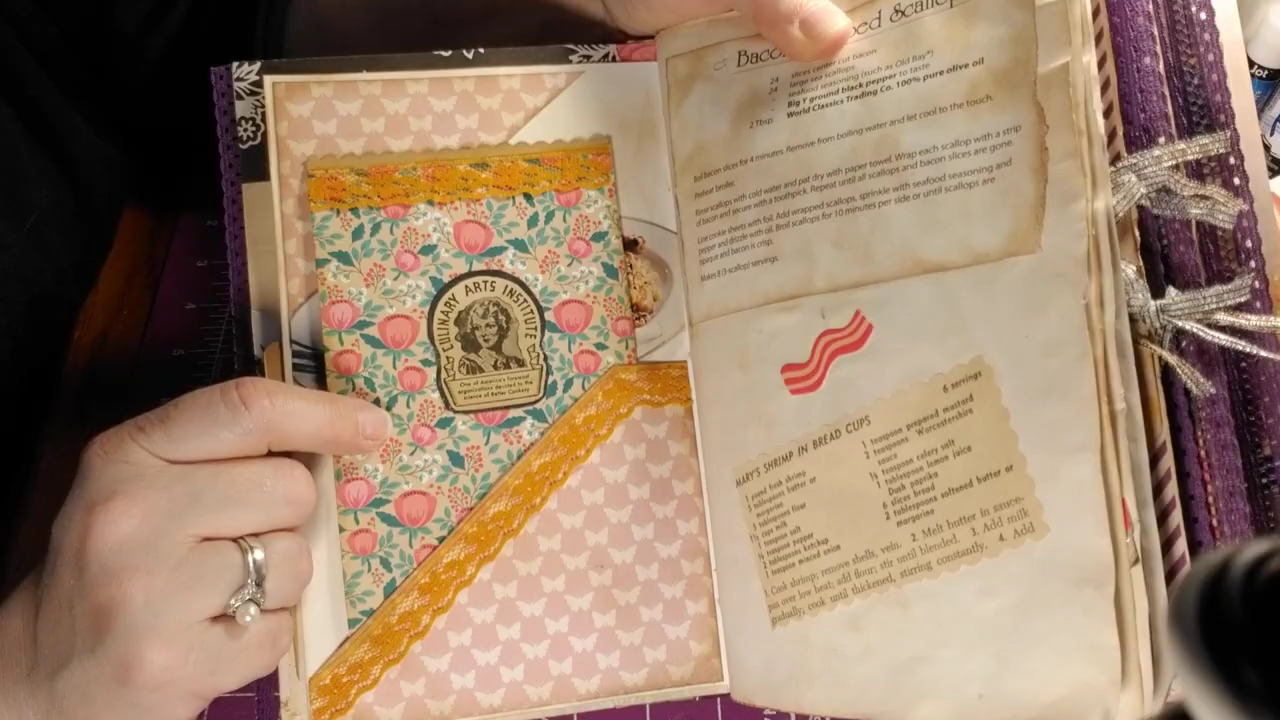 CULINARY ARTS INSTITUTE
One of America's foremost
organizations devoted to the
science of Better Cookery
24 slices center cut bacon
24 large sea scallops
seafood seasoning (such as Old Bay®)
Big Y ground black pepper to taste
2 Tbsp. World Classics Trading Co. 100% pure olive oil
Boil bacon slices for 4 minutes. Remove from boiling water and let cool to the touch.
Preheat broiler.
Rinse scallops with cold water and pat dry with paper towel. Wrap each scallop with a strip
of bacon and secure with a toothpick. Repeat until all scallops and bacon slices are gone.
Line cookie sheets with foil. Add wrapped scallops, sprinkle with seafood seasoning and
pepper and drizzle with oil. Broil scallops for 10 minutes per side or until scallops are
opaque and bacon is crisp.
Makes 8 (3-scallop) servings.
MARY'S SHRIMP IN BREAD CUPS
6 servings
1 pound fresh shrimp
tablespoons butter or
margarine
tablespoons flour
cups milk
teaspoon salt
teaspoon pepper
2 tablespoons ketchup
1 teaspoon minced onion
1 teaspoon prepared mustard
2 teaspoons Worcestershire
sauce
½ teaspoon celery salt
1 tablespoon lemon juice
Dash paprika
6 slices bread
2 tablespoons softened butter or
margarine
1. Cook shrimp; remove shells, vein. 2. Melt butter in sauce-
pan over low heat; add flour; stir until blended. 3. Add milk
gradually; cook until thickened, stirring constantly. 4. Add